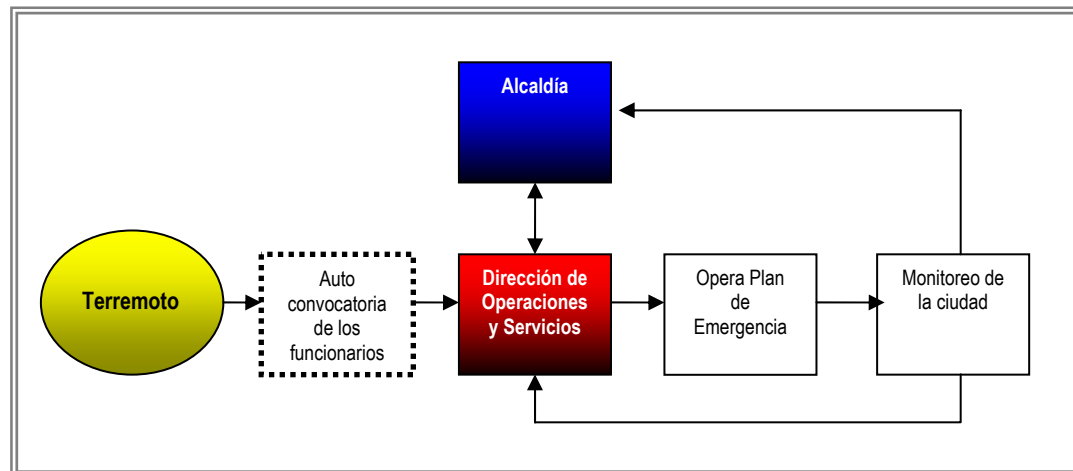 Alcaldía
Terremoto
Auto
convocatoria
de los
funcionarios
Dirección de
Operaciones
y Servicios
Opera Plan
de
Emergencia
Monitoreo de
la ciudad